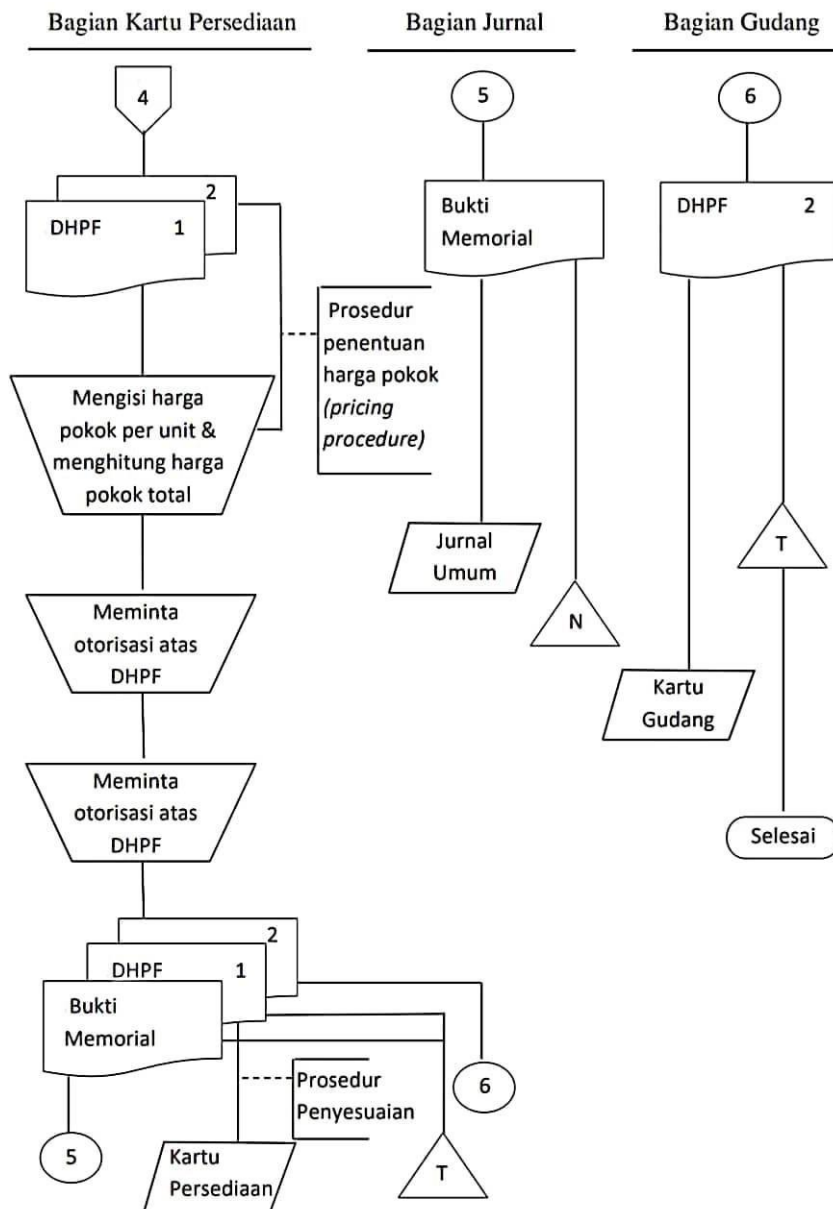 Bagian Kartu Persediaan
4
2
DHPF 1
Prosedur
penentuan
harga pokok
(pricing
procedure)
Mengisi harga
pokok per unit &
menghitung harga
pokok total
Meminta
otorisasi atas
DHPF
Meminta
otorisasi atas
DHPF
2
DHPF 1
Bukti
Memorial
6
Prosedur
Penyesuaian
5
Kartu
Persediaan
T
Bagian Jurnal
5
Bukti
Memorial
Jurnal
Umum
N
Bagian Gudang
6
DHPF 2
T
Kartu
Gudang
Selesai